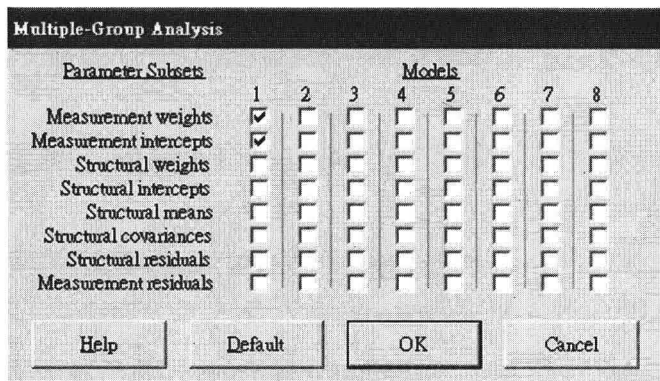 Multiple-Group Analysis
Parameter Subsets Models
1 2 3 4 5 6 7 8
Measurement weights
Measurement intercepts
Structural weights
Structural intercepts
Structural means
Structural covariances
Structural residuals
Measurement residuals
Help Default OK Cancel